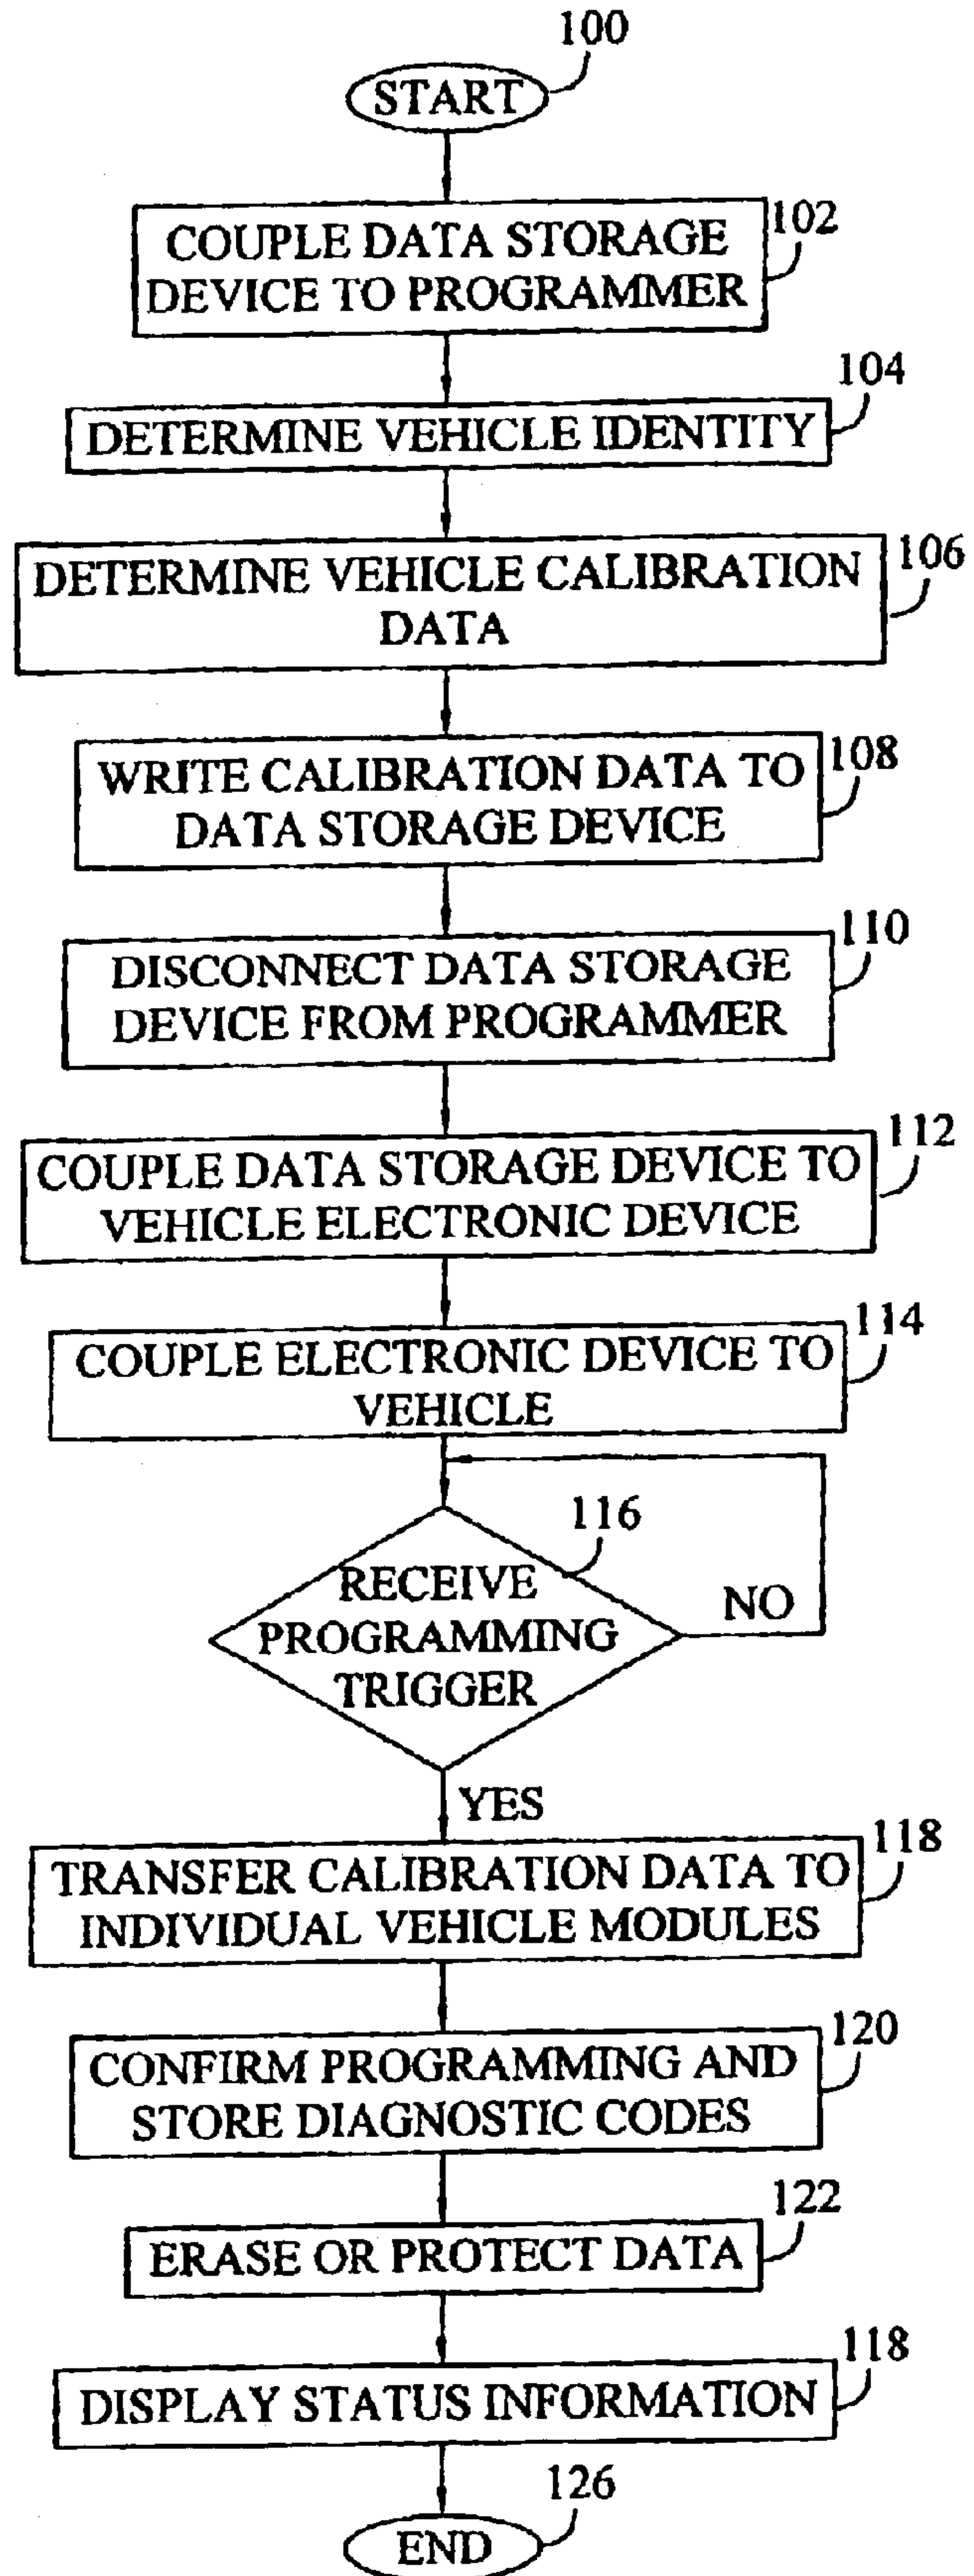 100
START
102
COUPLE DATA STORAGE
DEVICE TO PROGRAMMER
104
DETERMINE VEHICLE IDENTITY
106
DETERMINE VEHICLE CALIBRATION
DATA
108
WRITE CALIBRATION DATA TO
DATA STORAGE DEVICE
110
DISCONNECT DATA STORAGE
DEVICE FROM PROGRAMMER
112
COUPLE DATA STORAGE DEVICE TO
VEHICLE ELECTRONIC DEVICE
114
COUPLE ELECTRONIC DEVICE TO
VEHICLE
116
RECEIVE
PROGRAMMING
TRIGGER
NO
YES
118
TRANSFER CALIBRATION DATA TO
INDIVIDUAL VEHICLE MODULES
120
CONFIRM PROGRAMMING AND
STORE DIAGNOSTIC CODES
122
ERASE OR PROTECT DATA
118
DISPLAY STATUS INFORMATION
126
END